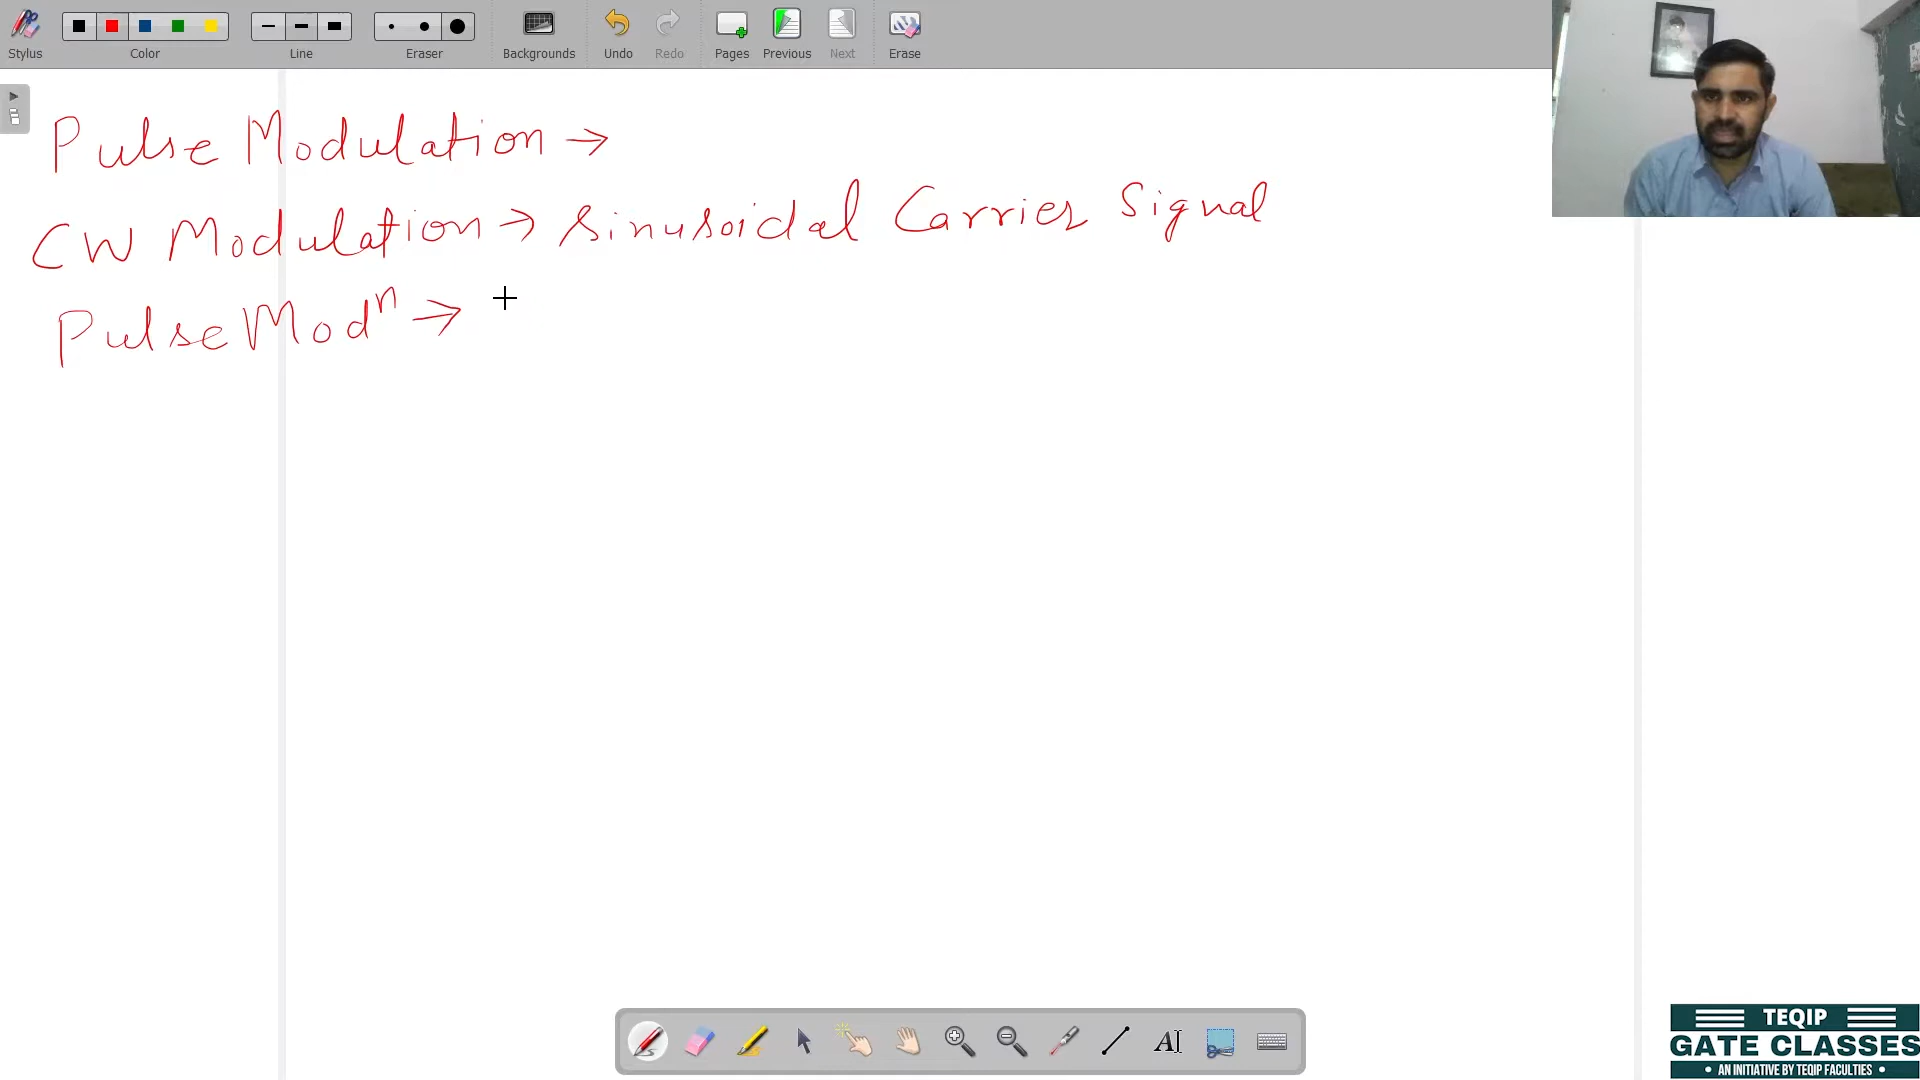 Stylus Color Line Eraser Backgrounds Undo Redo Pages Previous Next Erase
Pulse Modulation →
CW Modulation → Sinusoidal Carrier Signal
Pulse Modⁿ →
TEQIP
GATE CLASSES
• AN INITIATIVE BY TEQIP FACULTIES •